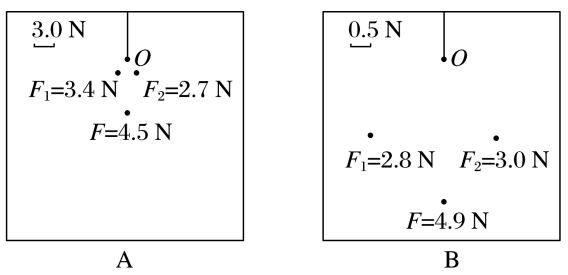 3.0 N
O
F₁=3.4 N F₂=2.7 N
F=4.5 N
A
0.5 N
O
F₁=2.8 N F₂=3.0 N
F=4.9 N
B